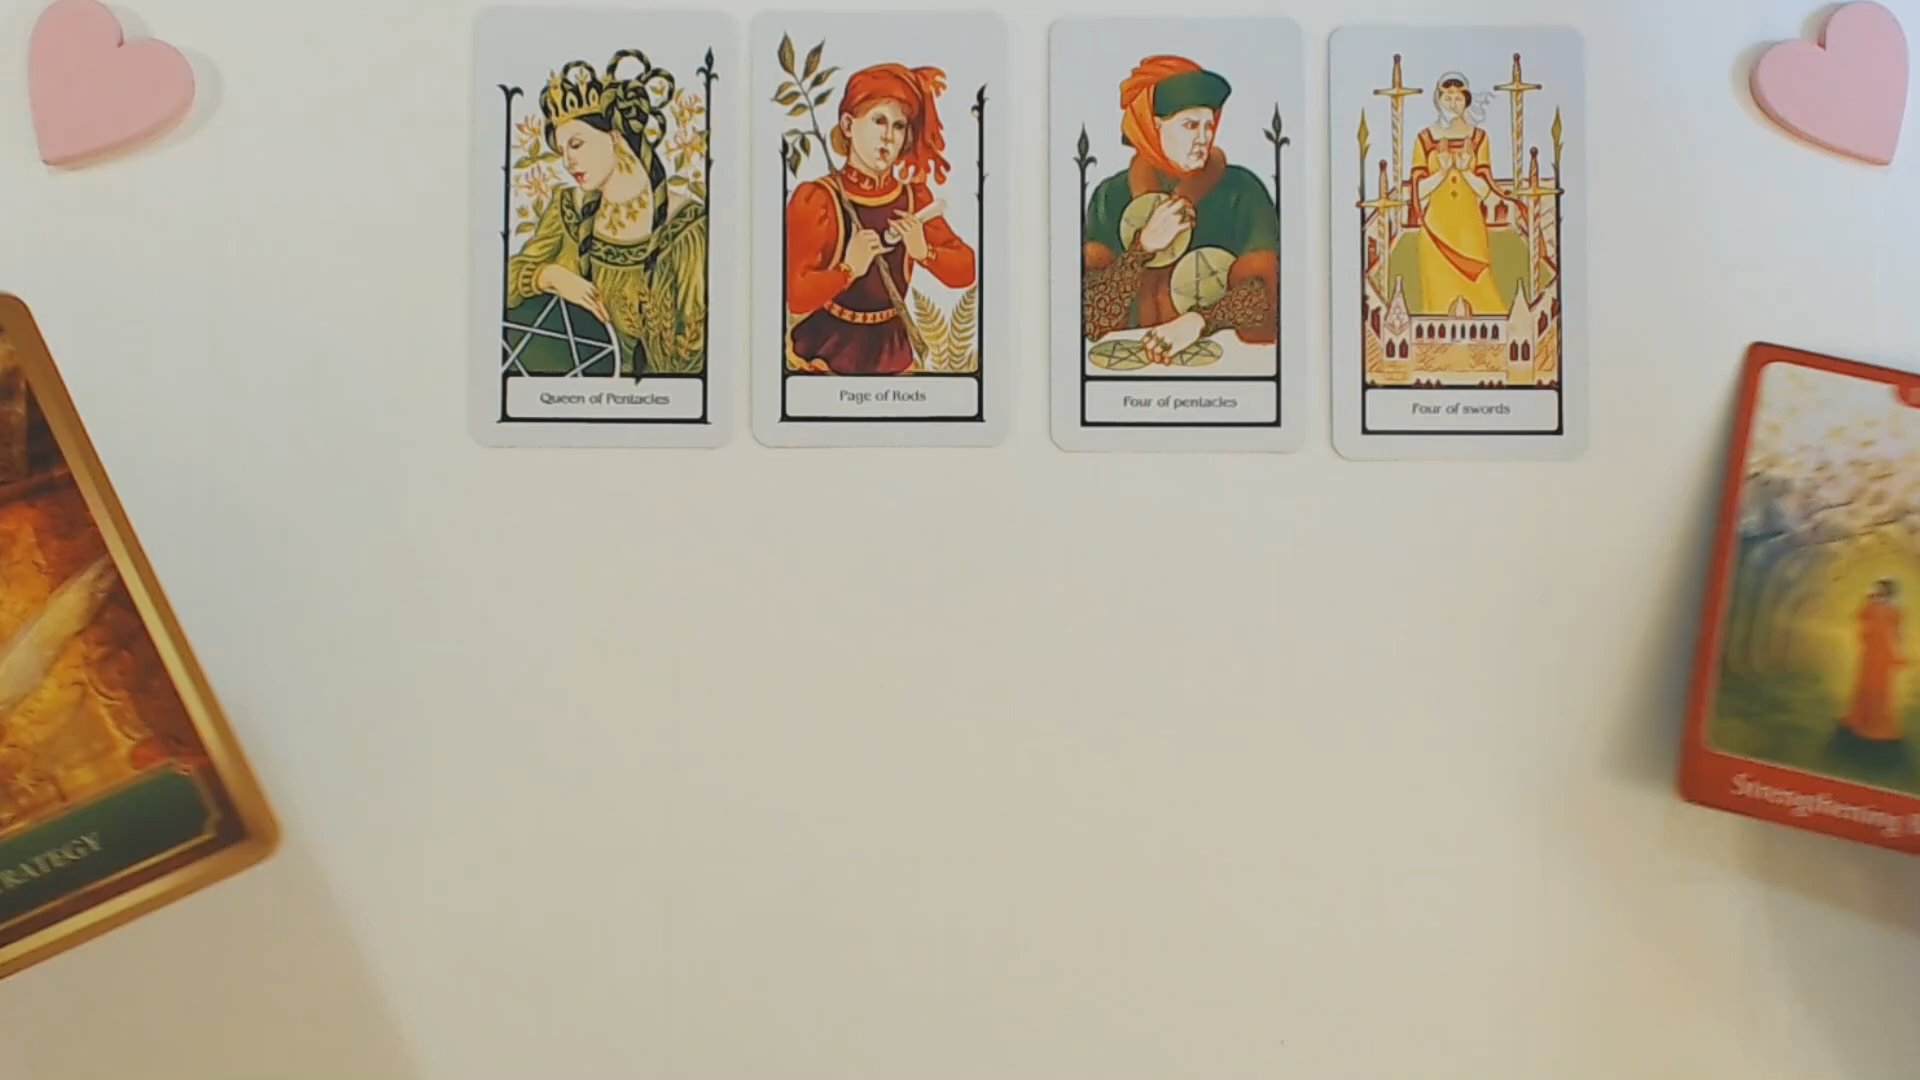 Queen of Pentacles
Page of Rods
Four of pentacles
Four of swords
RATEGY
Strengthening